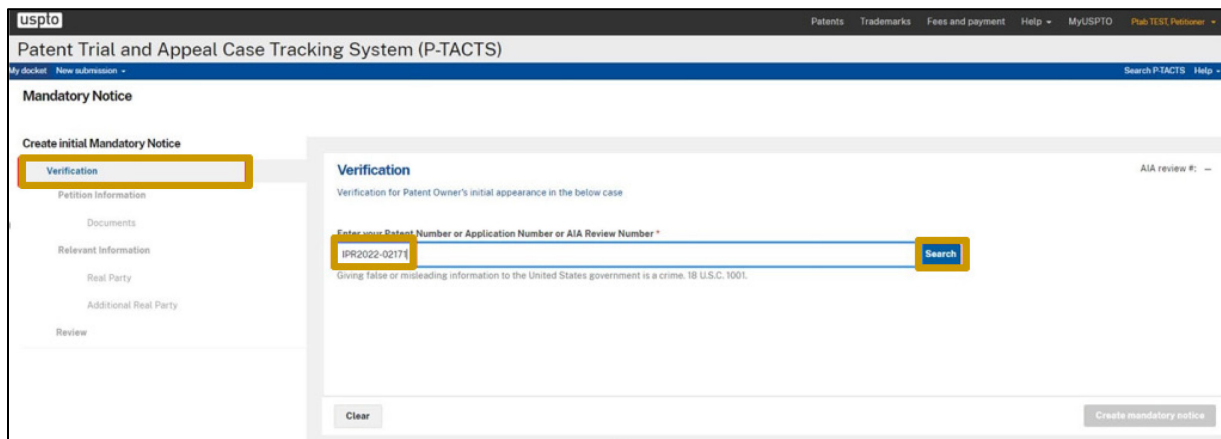 uspto Patents Trademarks Fees and payment Help MyUSPTO Ptab TEST, Petitioner
Patent Trial and Appeal Case Tracking System (P-TACTS)
My docket New submission Search P-TACTS Help
Mandatory Notice
Create initial Mandatory Notice
Verification
Petition Information
Documents
Relevant Information
Real Party
Additional Real Party
Review
Verification AIA review #: —
Verification for Patent Owner's initial appearance in the below case
Enter your Patent Number or Application Number or AIA Review Number *
IPR2022-02171 Search
Giving false or misleading information to the United States government is a crime. 18 U.S.C. 1001.
Clear Create mandatory notice